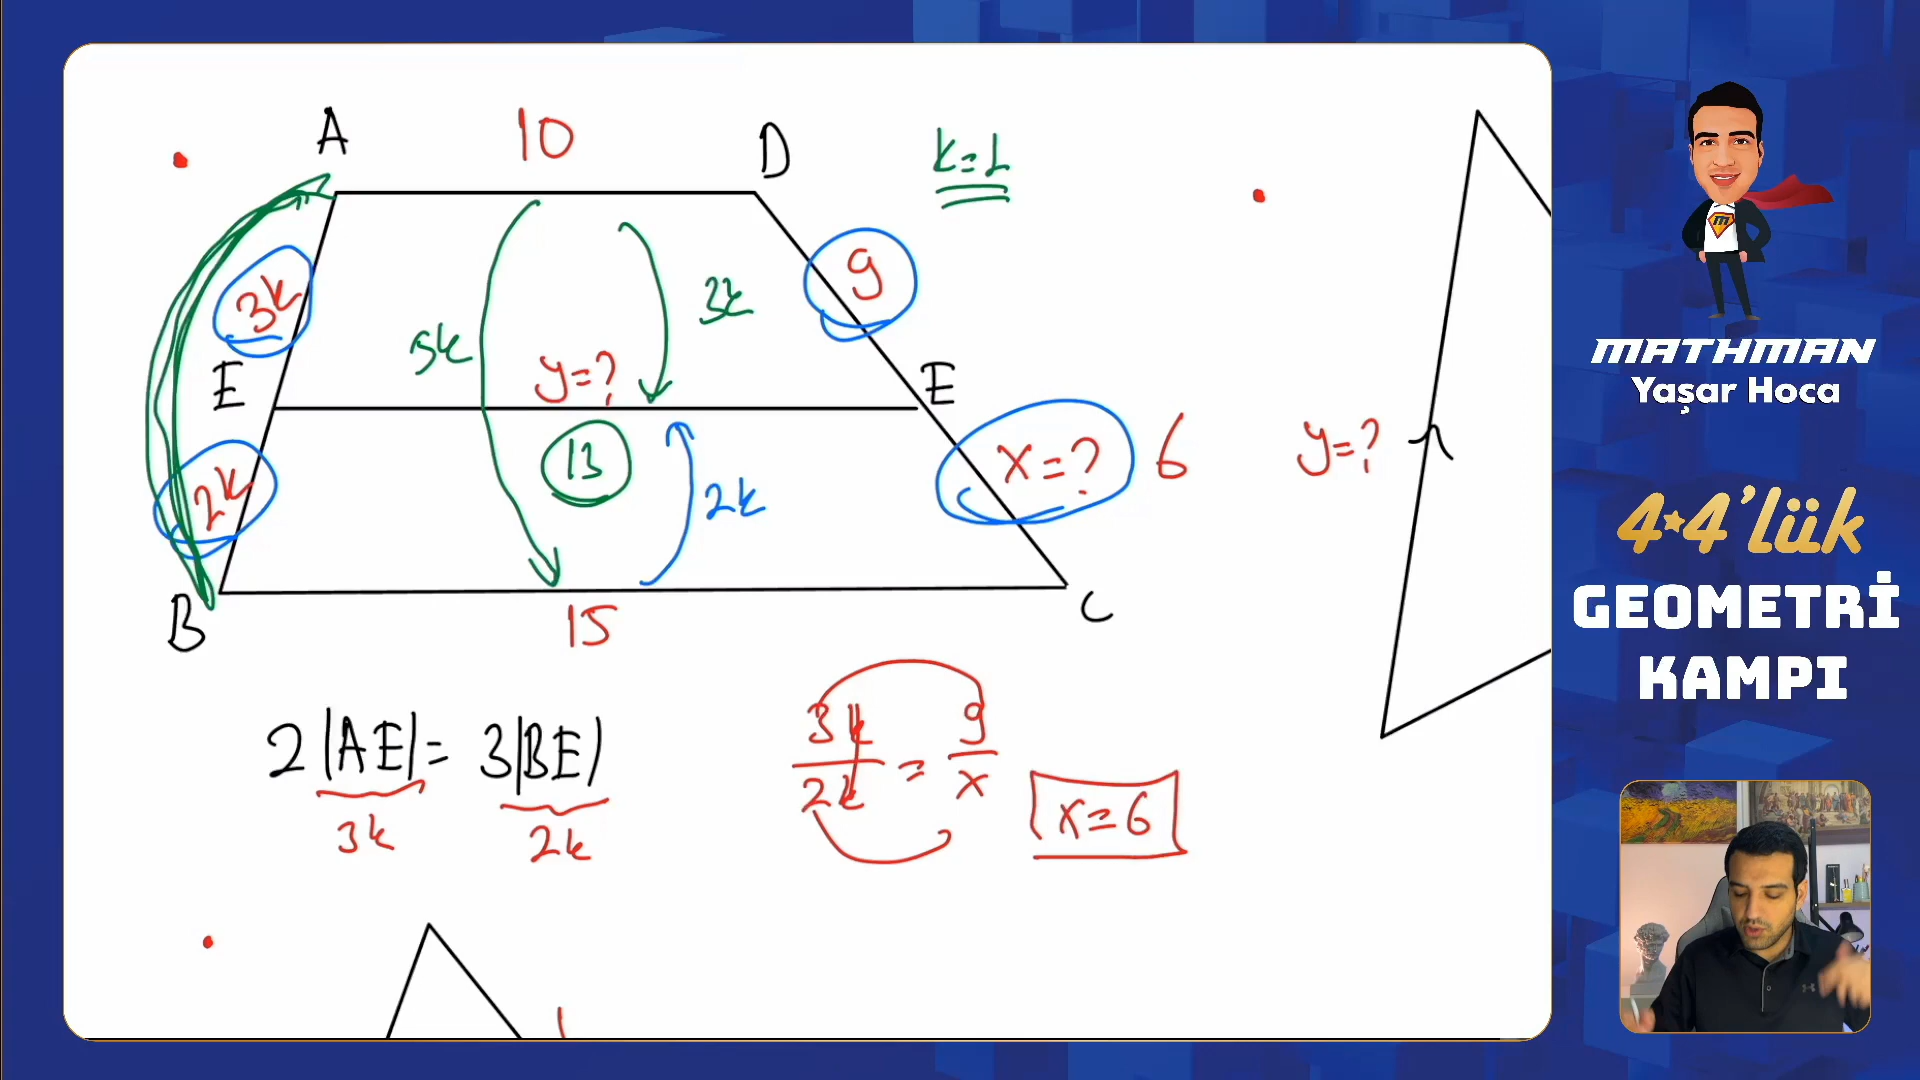 A
10
D
k=1
3k
9
3k
5k
y=?
E
E
13
x=?
6
2k
2k
y=?
B
15
C
2|AE|= 3|BE|
3k
2k
3k/2k = 9/x
x=6
MATHMAN
Yaşar Hoca
4★4'lük
GEOMETRİ
KAMPI